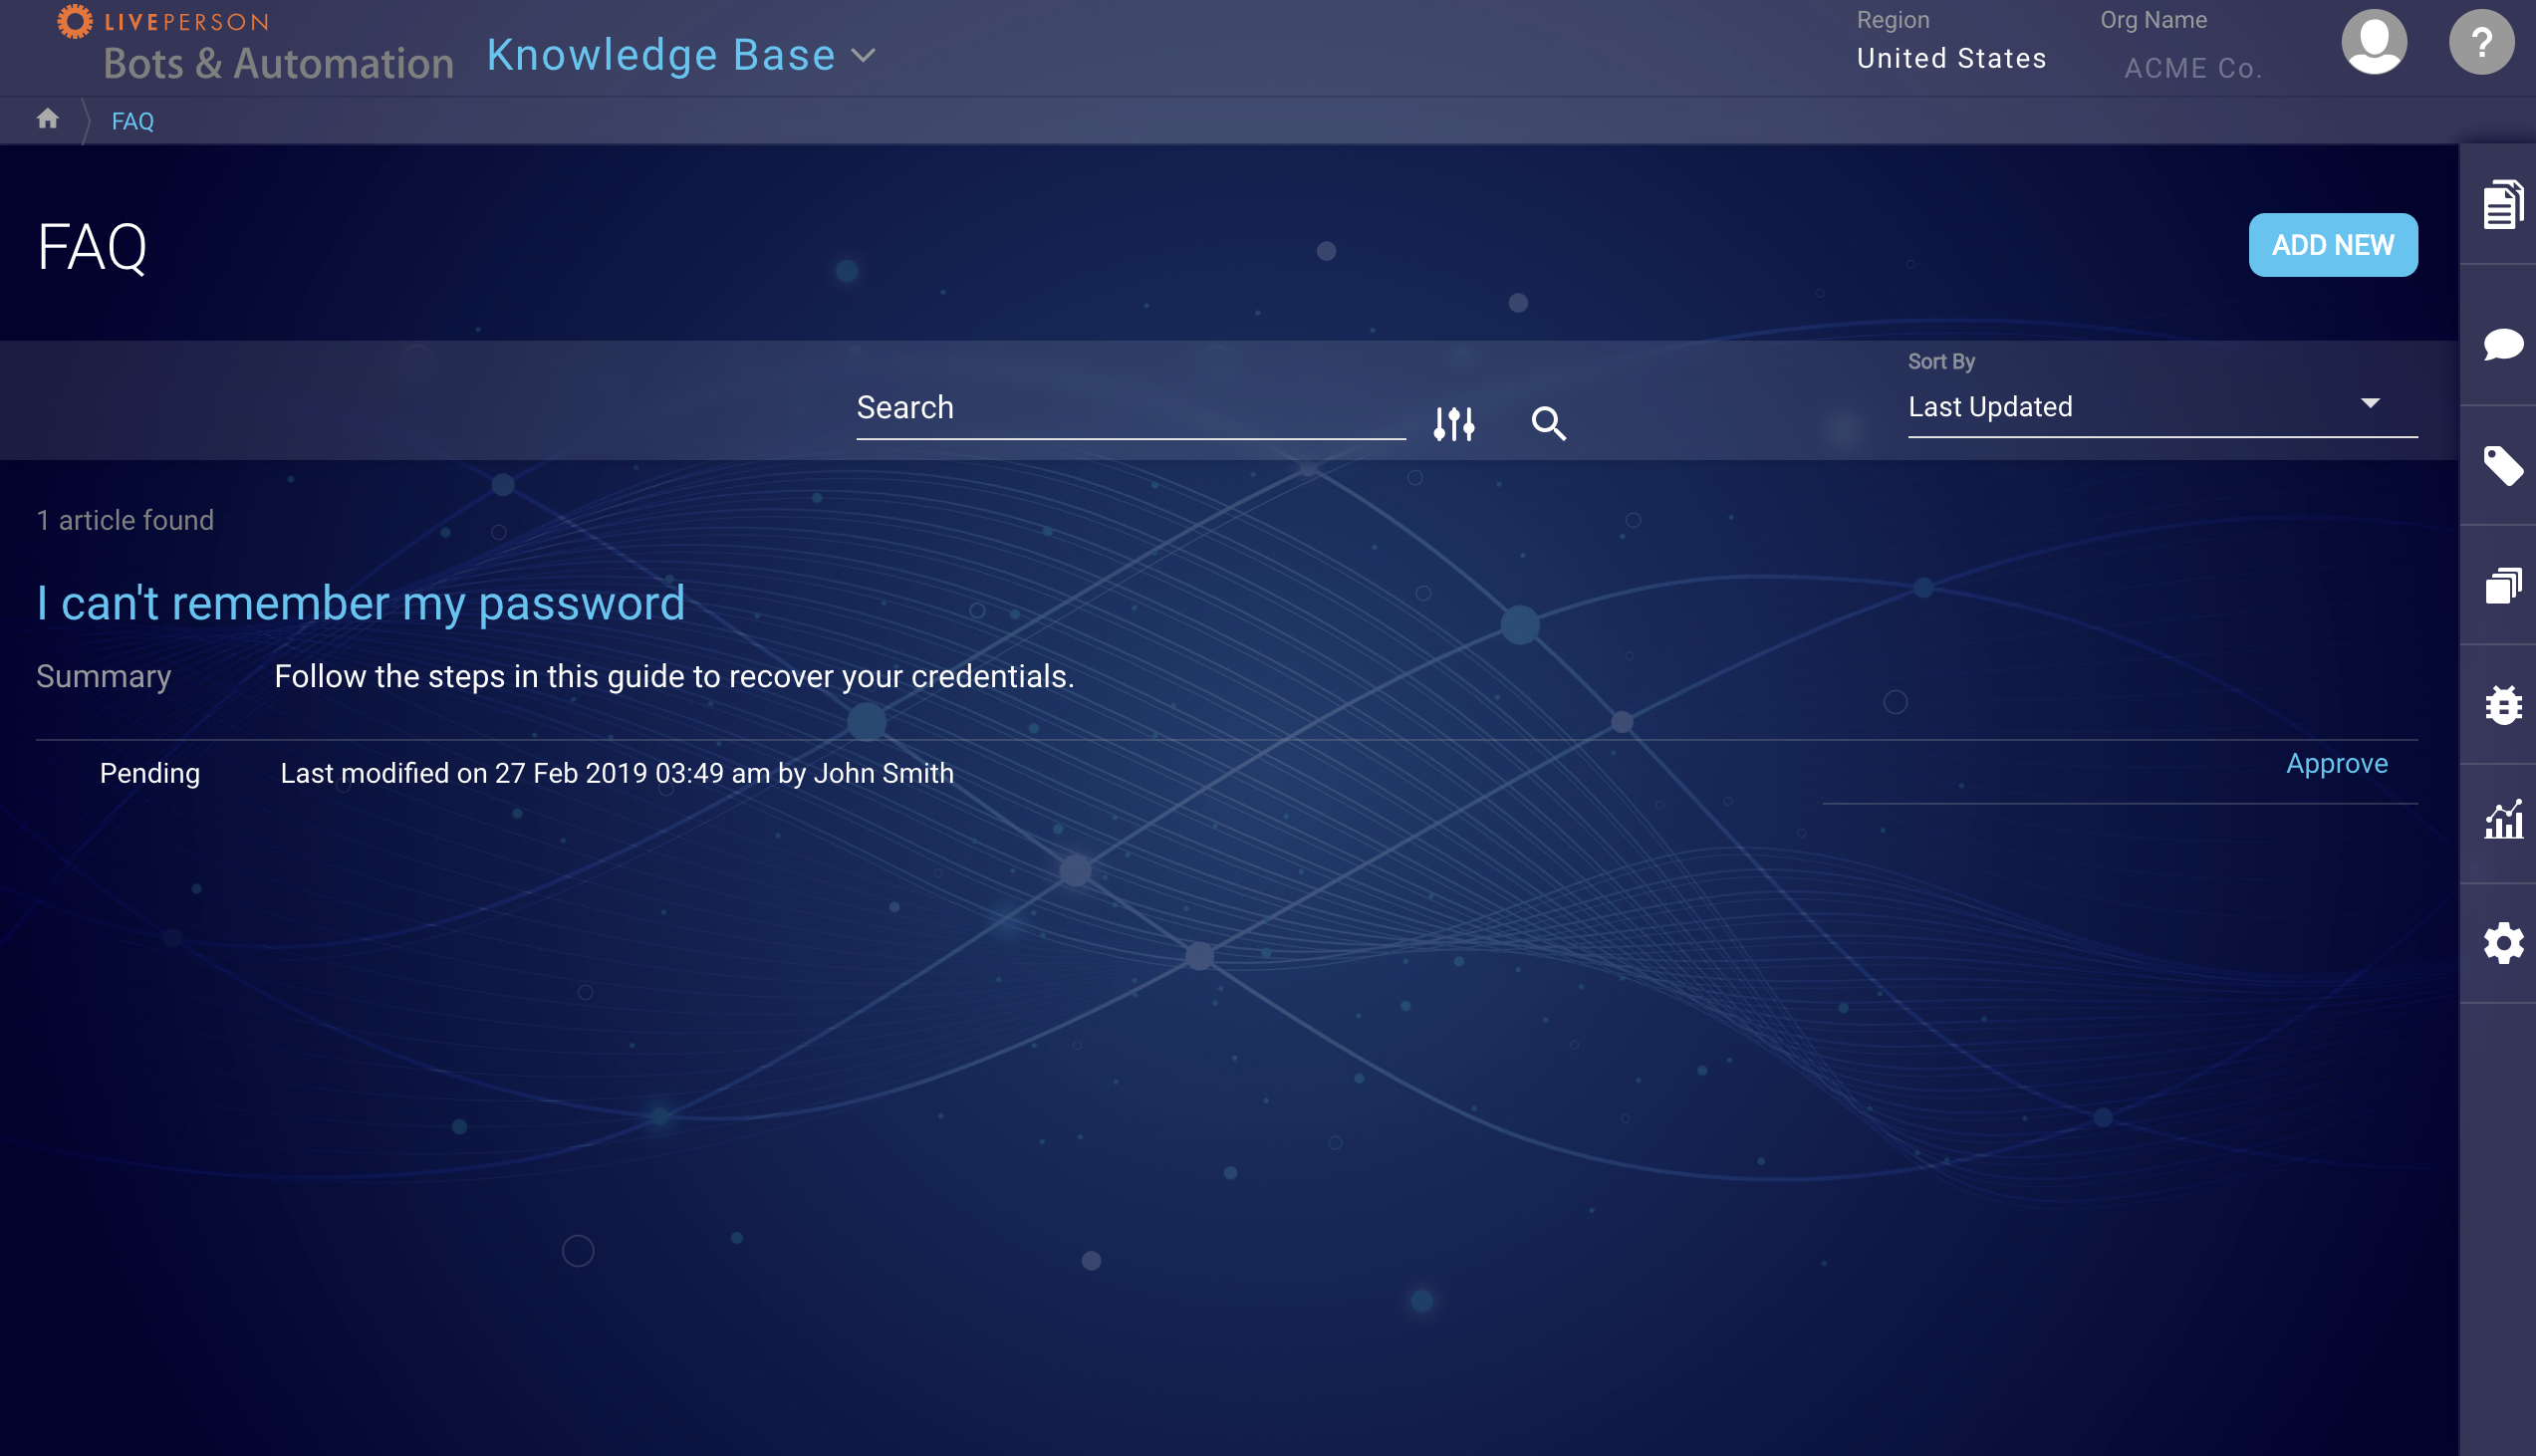 LIVEPERSON
Bots & Automation
Knowledge Base
Region
United States
Org Name
ACME Co.
?
FAQ
FAQ
ADD NEW
Search
Sort By
Last Updated
1 article found
I can't remember my password
Summary
Follow the steps in this guide to recover your credentials.
Pending
Last modified on 27 Feb 2019 03:49 am by John Smith
Approve